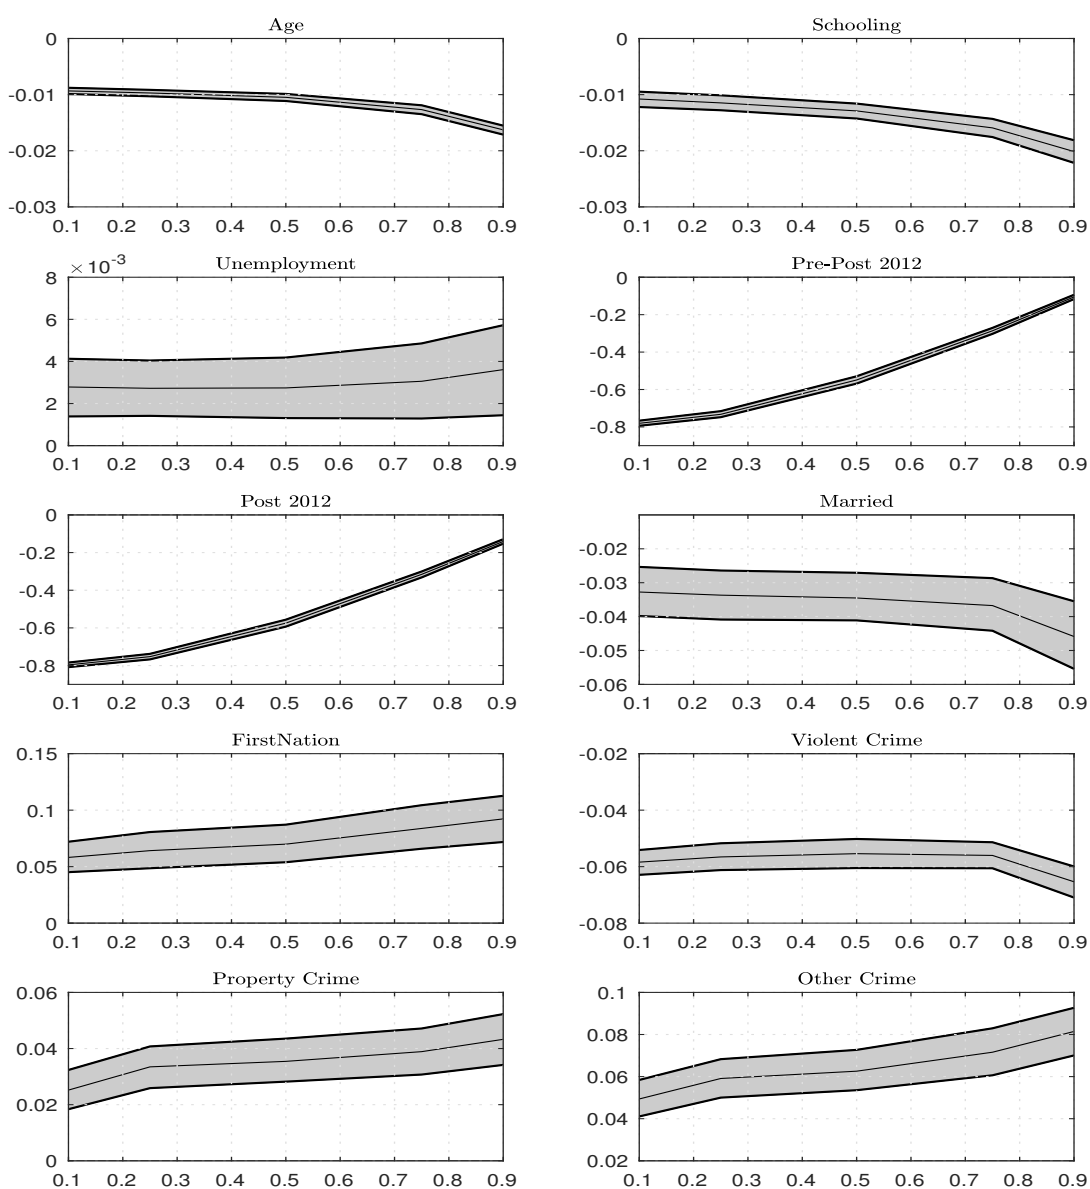 Age
0
-0.01
-0.02
-0.03
0.1 0.2 0.3 0.4 0.5 0.6 0.7 0.8 0.9
Schooling
0
-0.01
-0.02
-0.03
0.1 0.2 0.3 0.4 0.5 0.6 0.7 0.8 0.9
Unemployment
× 10⁻³
8
6
4
2
0
0.1 0.2 0.3 0.4 0.5 0.6 0.7 0.8 0.9
Pre-Post 2012
0
-0.2
-0.4
-0.6
-0.8
0.1 0.2 0.3 0.4 0.5 0.6 0.7 0.8 0.9
Post 2012
0
-0.2
-0.4
-0.6
-0.8
0.1 0.2 0.3 0.4 0.5 0.6 0.7 0.8 0.9
Married
-0.02
-0.03
-0.04
-0.05
-0.06
0.1 0.2 0.3 0.4 0.5 0.6 0.7 0.8 0.9
FirstNation
0.15
0.1
0.05
0
0.1 0.2 0.3 0.4 0.5 0.6 0.7 0.8 0.9
Violent Crime
-0.02
-0.04
-0.06
-0.08
0.1 0.2 0.3 0.4 0.5 0.6 0.7 0.8 0.9
Property Crime
0.06
0.04
0.02
0
0.1 0.2 0.3 0.4 0.5 0.6 0.7 0.8 0.9
Other Crime
0.1
0.08
0.06
0.04
0.02
0.1 0.2 0.3 0.4 0.5 0.6 0.7 0.8 0.9